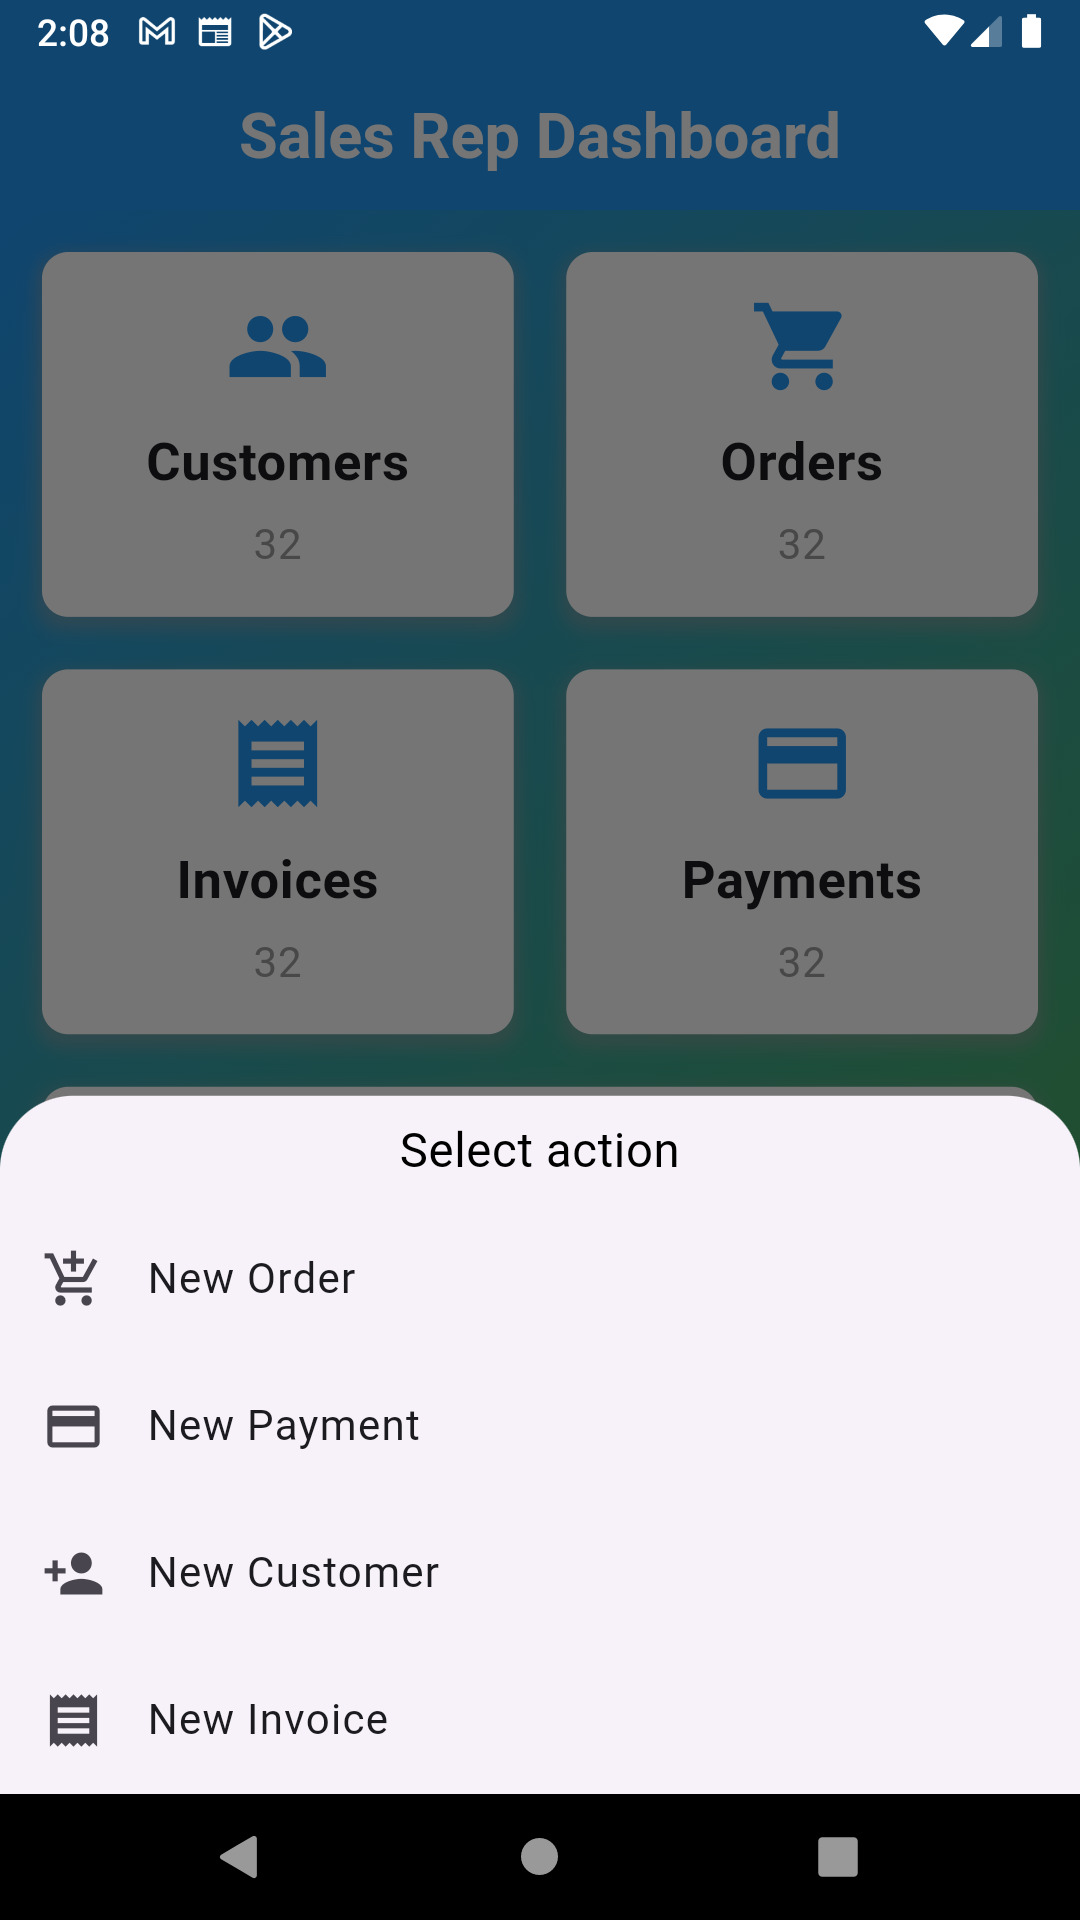 2:08
Sales Rep Dashboard
Customers
Orders
32
32
Invoices
Payments
32
32
Select action
New Order
New Payment
New Customer
New Invoice